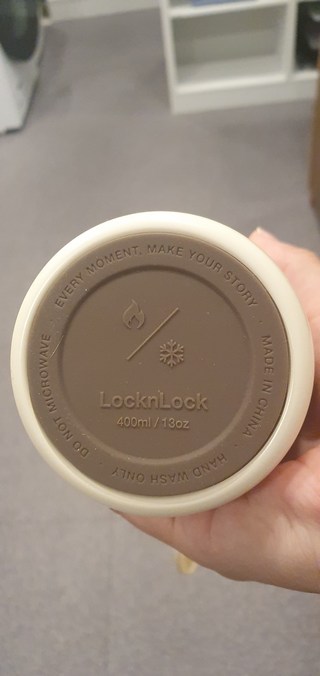 EVERY MOMENT, MAKE YOUR STORY
MADE IN CHINA
HAND WASH ONLY
DO NOT MICROWAVE
LocknLock
400ml / 13oz